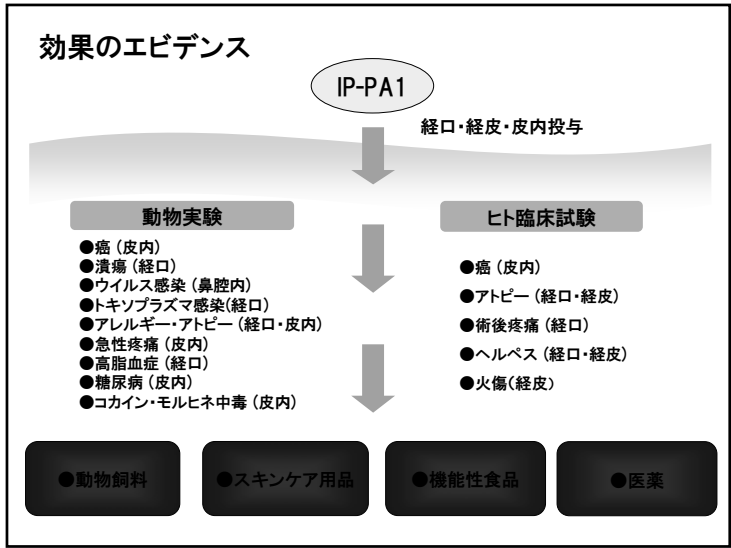 効果のエビデンス
IP-PA1
経口・経皮・皮内投与
動物実験
●癌 (皮内)
●潰瘍 (経口)
●ウイルス感染 (鼻腔内)
●トキソプラズマ感染(経口)
●アレルギー・アトピー (経口・皮内)
●急性疼痛 (皮内)
●高脂血症 (経口)
●糖尿病 (皮内)
●コカイン・モルヒネ中毒 (皮内)
ヒト臨床試験
●癌 (皮内)
●アトピー (経口・経皮)
●術後疼痛 (経口)
●ヘルペス (経口・経皮)
●火傷(経皮)
●動物飼料
●スキンケア用品
●機能性食品
●医薬